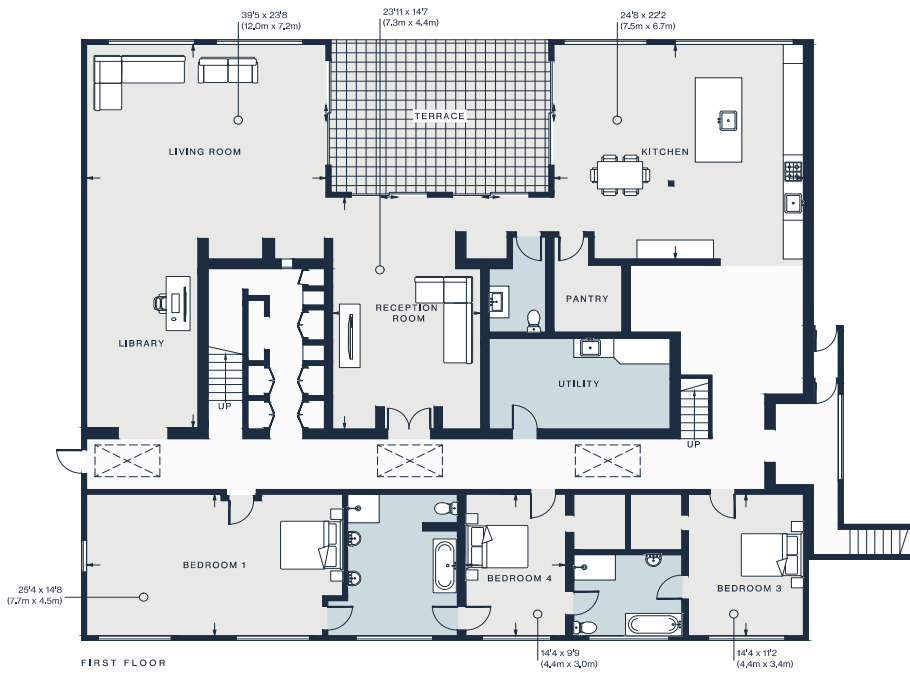 39'5 x 23'8
(12.0m x 7.2m)
23'11 x 14'7
(7.3m x 4.4m)
24'8 x 22'2
(7.5m x 6.7m)
TERRACE
LIVING ROOM
KITCHEN
PANTRY
RECEPTION
ROOM
LIBRARY
UTILITY
UP
UP
BEDROOM 1
BEDROOM 4
BEDROOM 3
25'4 x 14'8
(7.7m x 4.5m)
14'4 x 9'9
(4.4m x 3.0m)
14'4 x 11'2
(4.4m x 3.4m)
FIRST FLOOR